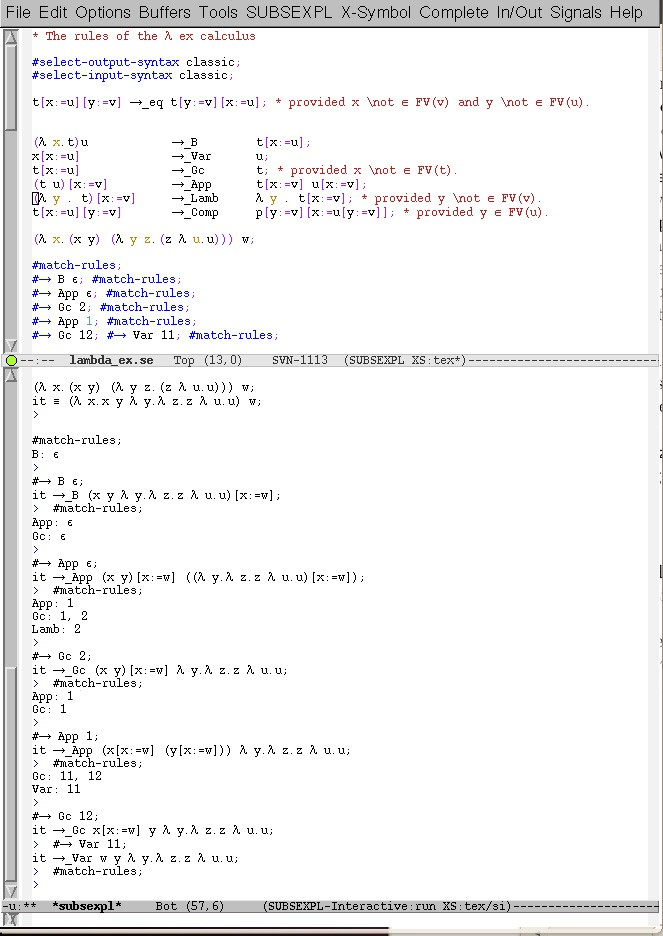 File Edit Options Buffers Tools SUBSEXPL X-Symbol Complete In/Out Signals Help
* The rules of the λ ex calculus
#select-output-syntax classic;
#select-input-syntax classic;
t[x:=u][y:=v] →_eq t[y:=v][x:=u]; * provided x \not ∈ FV(v) and y \not ∈ FV(u).
(λ x.t)u →_B t[x:=u];
x[x:=u] →_Var u;
t[x:=u] →_Gc t; * provided x \not ∈ FV(t).
(t u)[x:=v] →_App t[x:=v] u[x:=v];
(λ y . t)[x:=v] →_Lamb λ y . t[x:=v]; * provided y \not ∈ FV(v).
t[x:=u][y:=v] →_Comp p[y:=v][x:=u[y:=v]]; * provided y ∈ FV(u).
(λ x.(x y) (λ y z.(z λ u.u))) w;
#match-rules;
#→ B ϵ; #match-rules;
#→ App ϵ; #match-rules;
#→ Gc 2; #match-rules;
#→ App 1; #match-rules;
#→ Gc 12; #→ Var 11; #match-rules;
--:-- lambda_ex.se Top (13,0) SVN-1113 (SUBSEXPL XS:tex*)
(λ x.(x y) (λ y z.(z λ u.u))) w;
it ≡ (λ x.x y λ y.λ z.z λ u.u) w;
>
#match-rules;
B: ϵ
>
#→ B ϵ;
it →_B (x y λ y.λ z.z λ u.u)[x:=w];
> #match-rules;
App: ϵ
Gc: ϵ
>
#→ App ϵ;
it →_App (x y)[x:=w] ((λ y.λ z.z λ u.u)[x:=w]);
> #match-rules;
App: 1
Gc: 1, 2
Lamb: 2
>
#→ Gc 2;
it →_Gc (x y)[x:=w] λ y.λ z.z λ u.u;
> #match-rules;
App: 1
Gc: 1
>
#→ App 1;
it →_App (x[x:=w] (y[x:=w])) λ y.λ z.z λ u.u;
> #match-rules;
Gc: 11, 12
Var: 11
>
#→ Gc 12;
it →_Gc x[x:=w] y λ y.λ z.z λ u.u;
> #→ Var 11;
it →_Var w y λ y.λ z.z λ u.u;
> #match-rules;
>
-u:** *subsexpl* Bot (57,6) (SUBSEXPL-Interactive:run XS:tex/si)